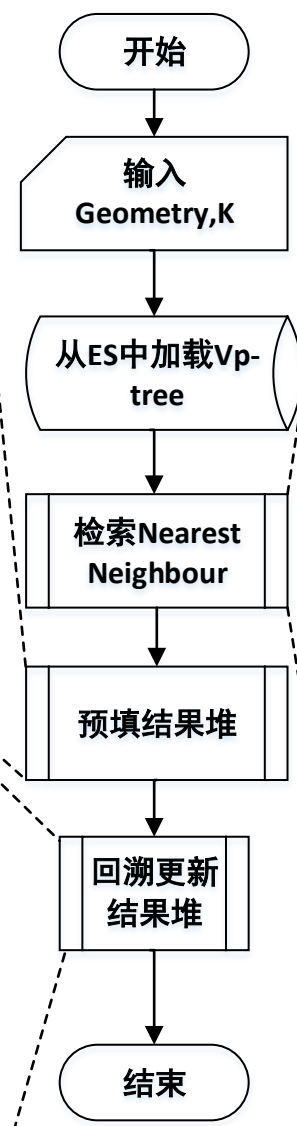 开始
输入
Geometry,K
从ES中加载Vp-
tree
检索Nearest
Neighbour
预填结果堆
回溯更新
结果堆
结束